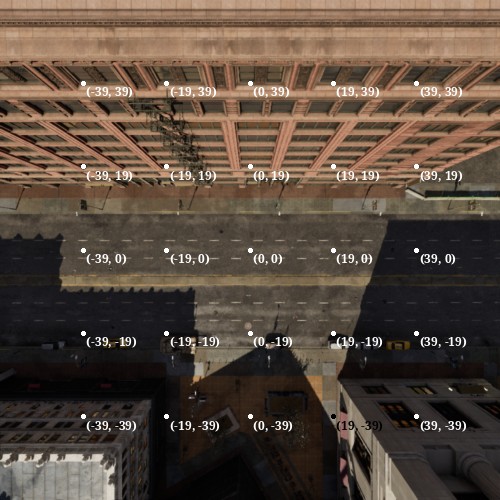 (-39, 39) (-19, 39) (0, 39) (19, 39) (39, 39)
(-39, 19) (-19, 19) (0, 19) (19, 19) (39, 19)
(-39, 0) (-19, 0) (0, 0) (19, 0) (39, 0)
(-39, -19) (-19, -19) (0, -19) (19, -19) (39, -19)
(-39, -39) (-19, -39) (0, -39) (19, -39) (39, -39)